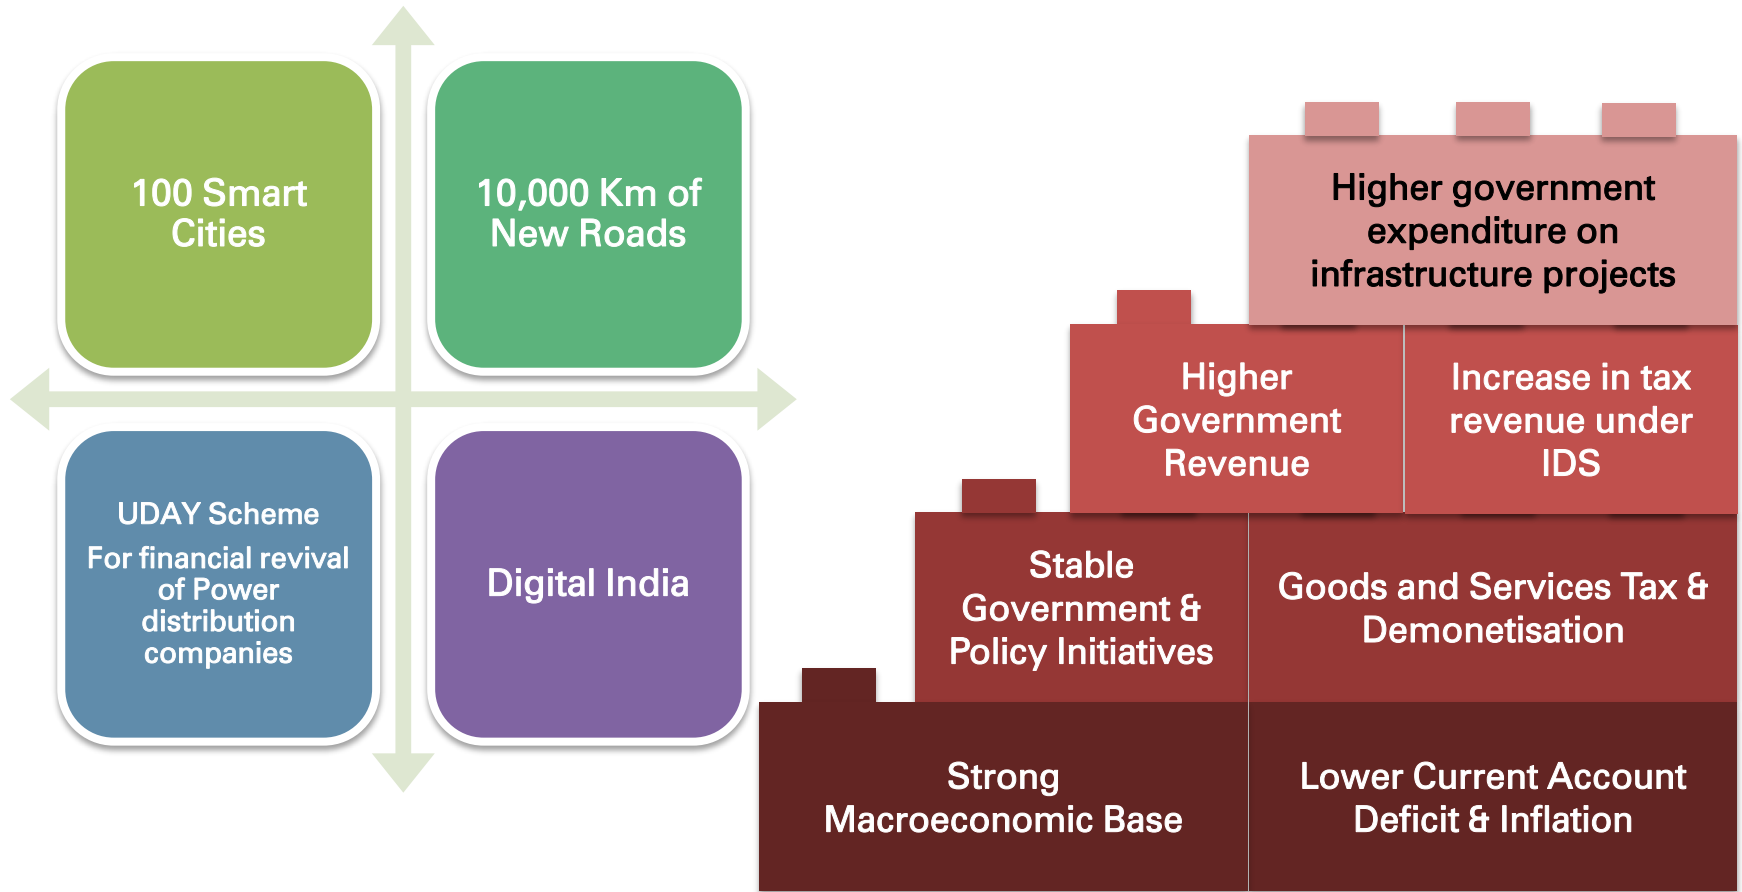 100 Smart
Cities
10,000 Km of
New Roads
UDAY Scheme
For financial revival
of Power
distribution
companies
Digital India
Higher government
expenditure on
infrastructure projects
Higher
Government
Revenue
Increase in tax
revenue under
IDS
Stable
Government &
Policy Initiatives
Goods and Services Tax &
Demonetisation
Strong
Macroeconomic Base
Lower Current Account
Deficit & Inflation